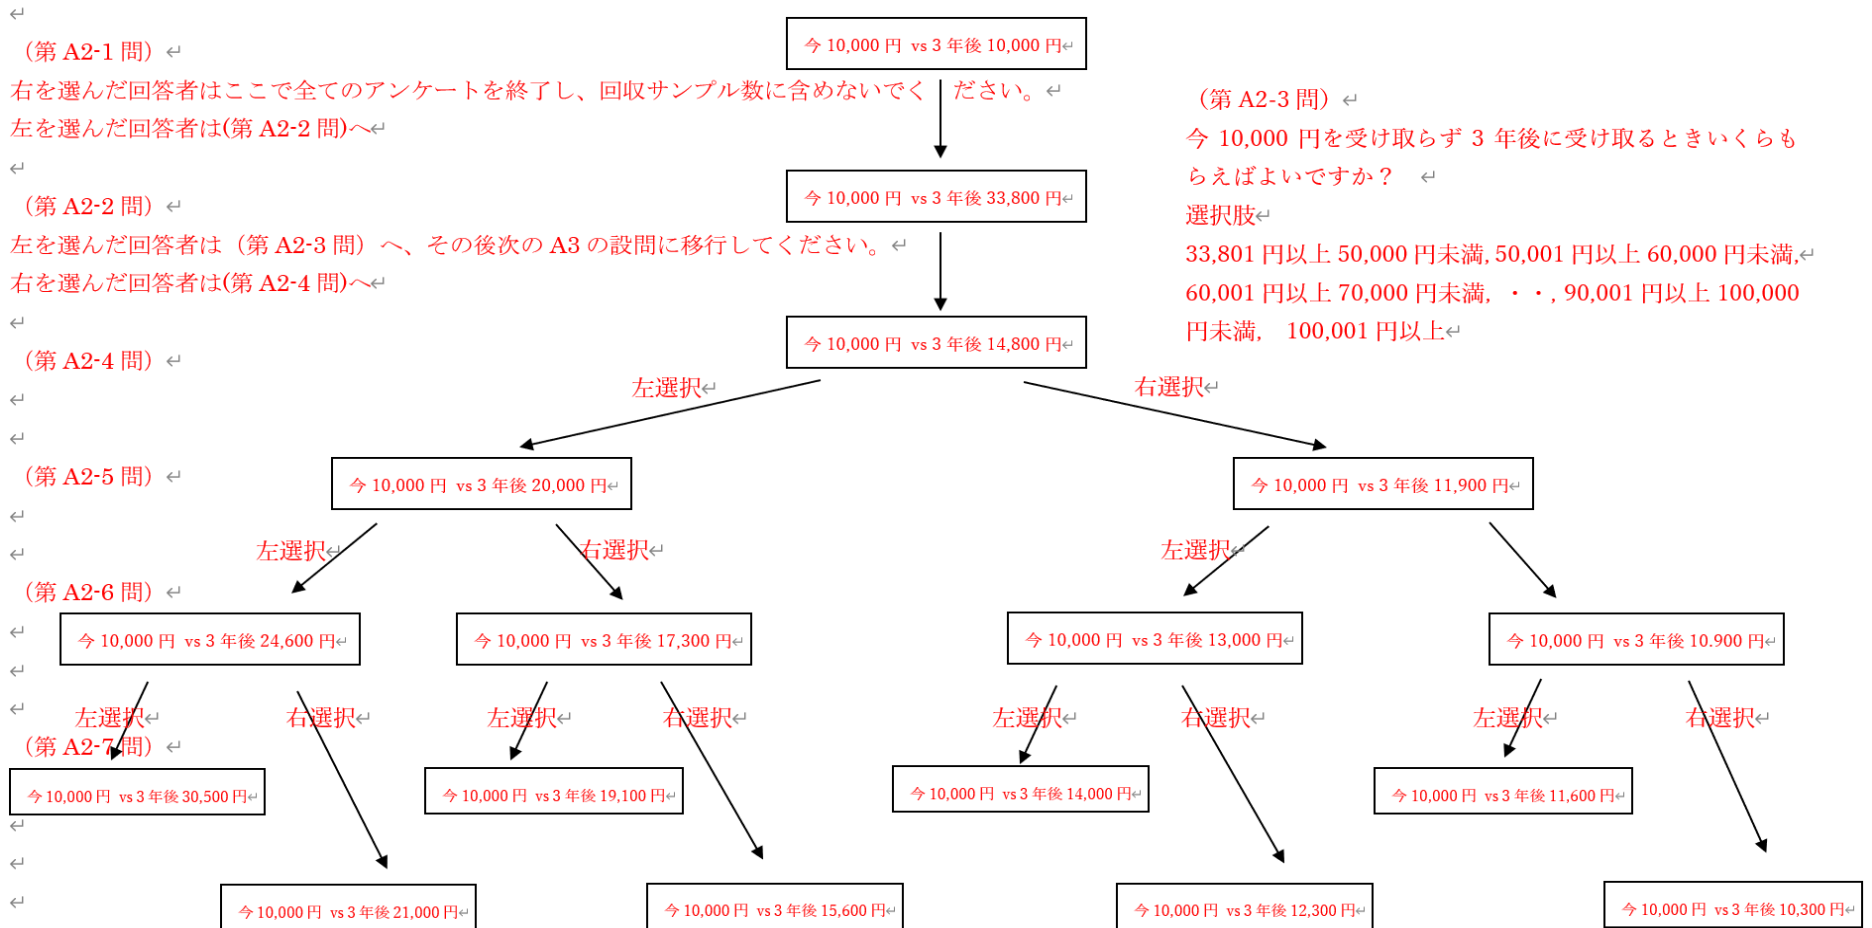 今 10,000 円 vs 3 年後 10,000 円
（第 A2-1 問）
右を選んだ回答者はここで全てのアンケートを終了し、回収サンプル数に含めないでください。
左を選んだ回答者は(第 A2-2 問)へ
今 10,000 円 vs 3 年後 33,800 円
（第 A2-2 問）
左を選んだ回答者は（第 A2-3 問）へ、その後次の A3 の設問に移行してください。
右を選んだ回答者は(第 A2-4 問)へ
（第 A2-3 問）
今 10,000 円を受け取らず 3 年後に受け取るときいくらも
らえばよいですか？
選択肢
33,801 円以上 50,000 円未満, 50,001 円以上 60,000 円未満,
60,001 円以上 70,000 円未満, ・・, 90,001 円以上 100,000
円未満, 100,001 円以上
今 10,000 円 vs 3 年後 14,800 円
（第 A2-4 問）
左選択
右選択
（第 A2-5 問）
今 10,000 円 vs 3 年後 20,000 円
今 10,000 円 vs 3 年後 11,900 円
左選択
右選択
左選択
（第 A2-6 問）
今 10,000 円 vs 3 年後 24,600 円
今 10,000 円 vs 3 年後 17,300 円
今 10,000 円 vs 3 年後 13,000 円
今 10,000 円 vs 3 年後 10.900 円
左選択
右選択
左選択
右選択
左選択
右選択
左選択
右選択
（第 A2-7 問）
今 10,000 円 vs 3 年後 30,500 円
今 10,000 円 vs 3 年後 19,100 円
今 10,000 円 vs 3 年後 14,000 円
今 10,000 円 vs 3 年後 11,600 円
今 10,000 円 vs 3 年後 21,000 円
今 10,000 円 vs 3 年後 15,600 円
今 10,000 円 vs 3 年後 12,300 円
今 10,000 円 vs 3 年後 10,300 円